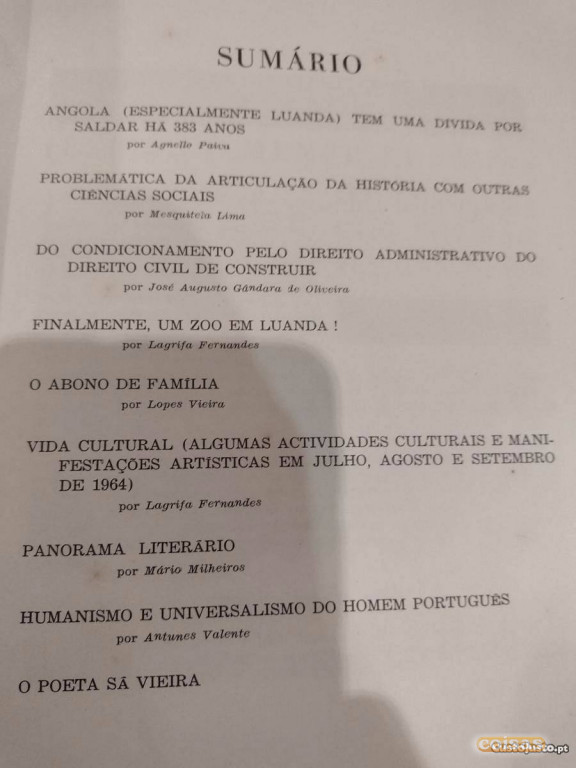 SUMÁRIO
ANGOLA (ESPECIALMENTE LUANDA) TEM UMA DIVIDA POR
SALDAR HÁ 383 ANOS
por Agnello Paiva
PROBLEMÁTICA DA ARTICULAÇÃO DA HISTÓRIA COM OUTRAS
CIÊNCIAS SOCIAIS
por Mesquitela Lima
DO CONDICIONAMENTO PELO DIREITO ADMINISTRATIVO DO
DIREITO CIVIL DE CONSTRUIR
por José Augusto Gândara de Oliveira
FINALMENTE, UM ZOO EM LUANDA !
por Lagrifa Fernandes
O ABONO DE FAMÍLIA
por Lopes Vieira
VIDA CULTURAL (ALGUMAS ACTIVIDADES CULTURAIS E MANI-
FESTAÇÕES ARTÍSTICAS EM JULHO, AGOSTO E SETEMBRO
DE 1964)
por Lagrifa Fernandes
PANORAMA LITERÁRIO
por Mário Milheiros
HUMANISMO E UNIVERSALISMO DO HOMEM PORTUGUÊS
por Antunes Valente
O POETA SÃ VIEIRA
CustoJusto.pt